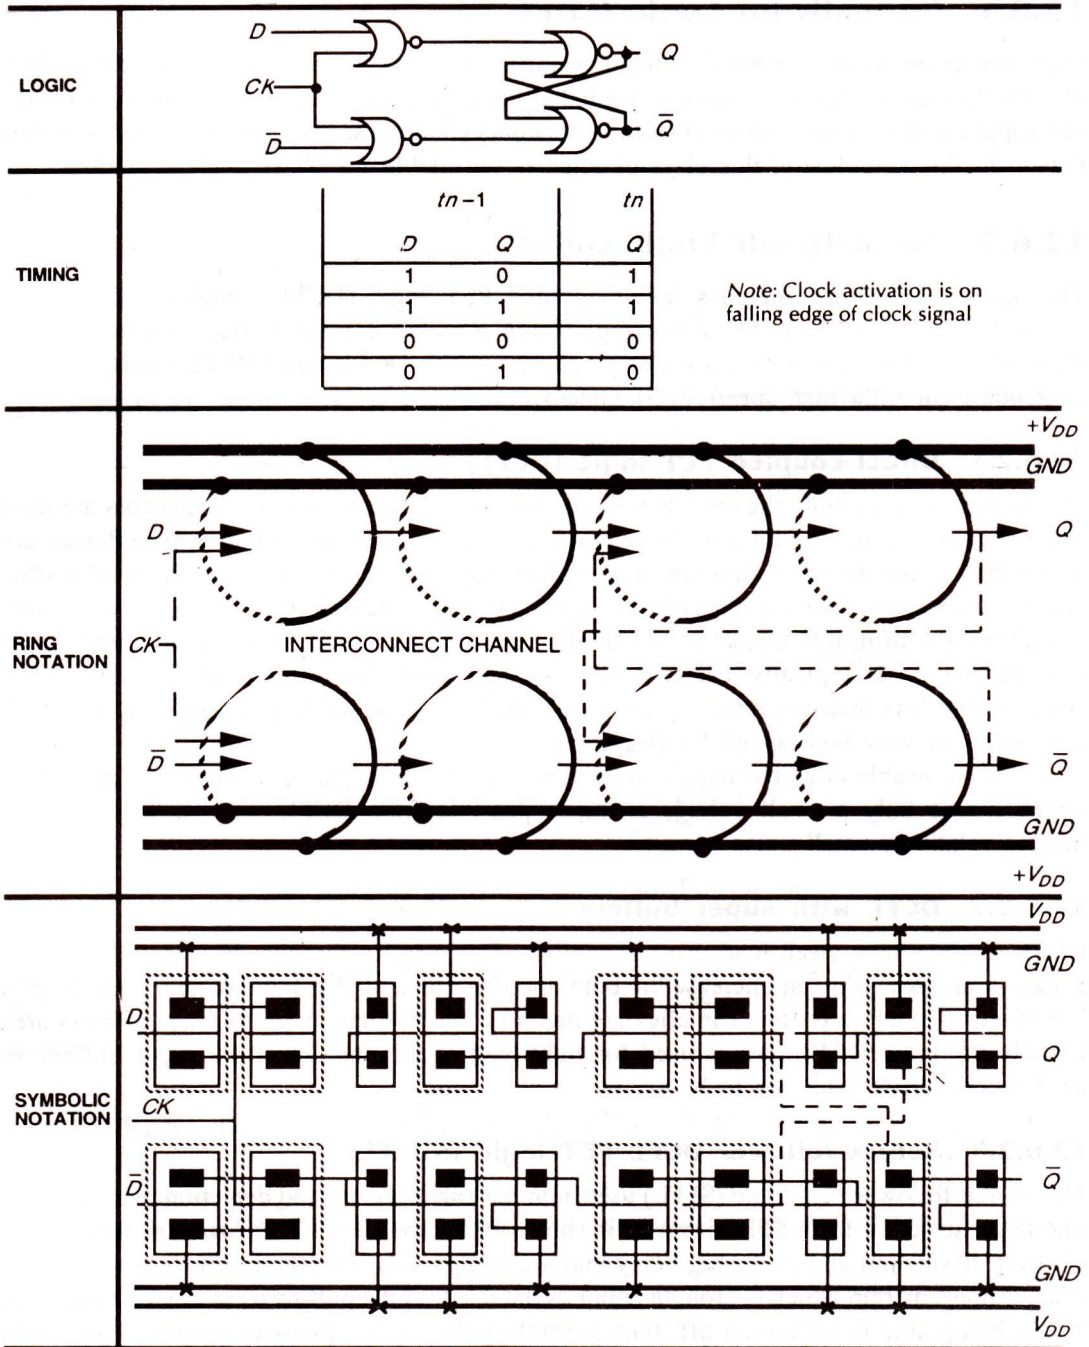 LOGIC
D
CK
D̅
Q
Q̅
TIMING
tn-1 tn
D Q Q
1 0 1
1 1 1
0 0 0
0 1 0
Note: Clock activation is on
falling edge of clock signal
RING
NOTATION
+VDD
GND
D
Q
CK
INTERCONNECT CHANNEL
D̅
Q̅
GND
+VDD
SYMBOLIC
NOTATION
VDD
GND
D
Q
CK
D̅
Q̅
GND
VDD